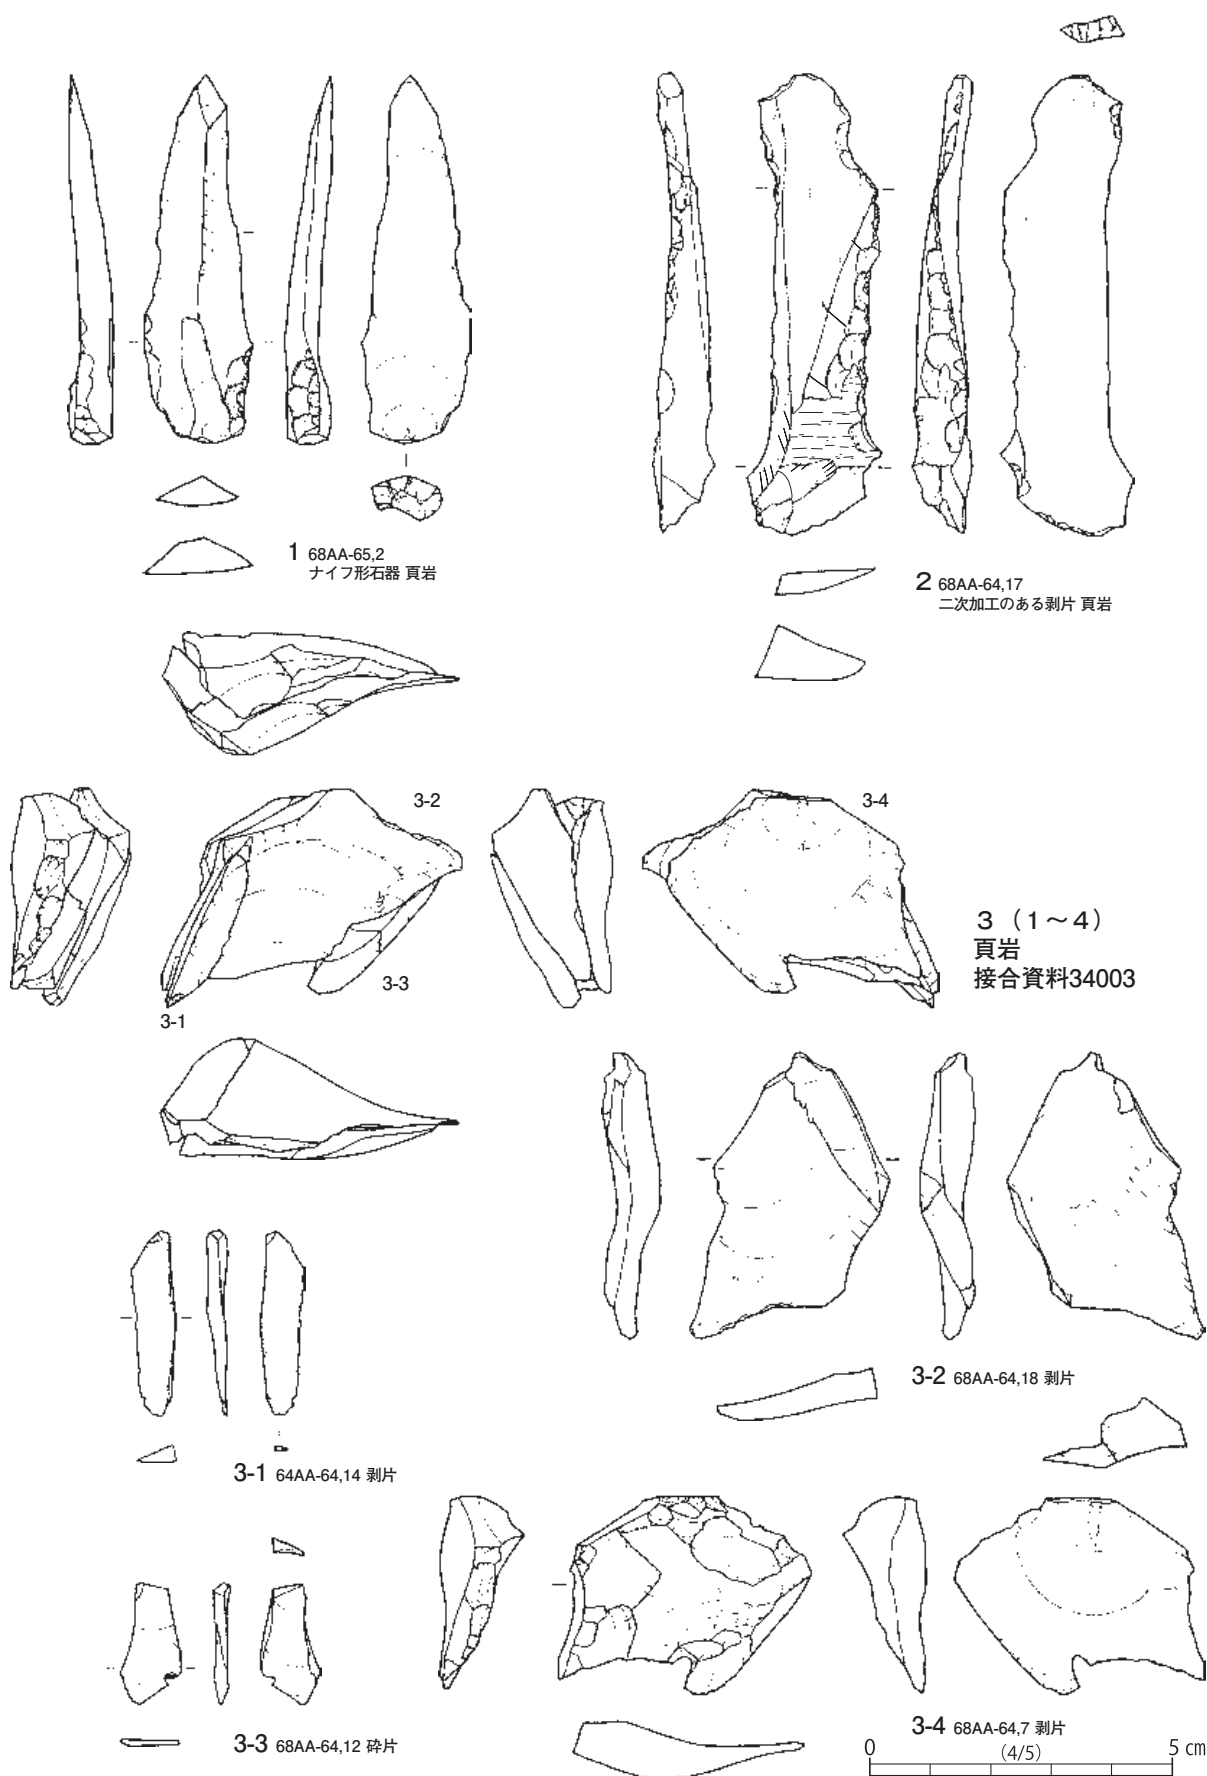 1 68AA-65,2
ナイフ形石器 頁岩
2 68AA-64,17
二次加工のある剥片 頁岩
3-2
3-4
3（1～4）
頁岩
接合資料34003
3-3
3-1
3-2 68AA-64,18 剥片
3-1 64AA-64,14 剥片
3-3 68AA-64,12 砕片
3-4 68AA-64,7 剥片
0 (4/5) 5 cm